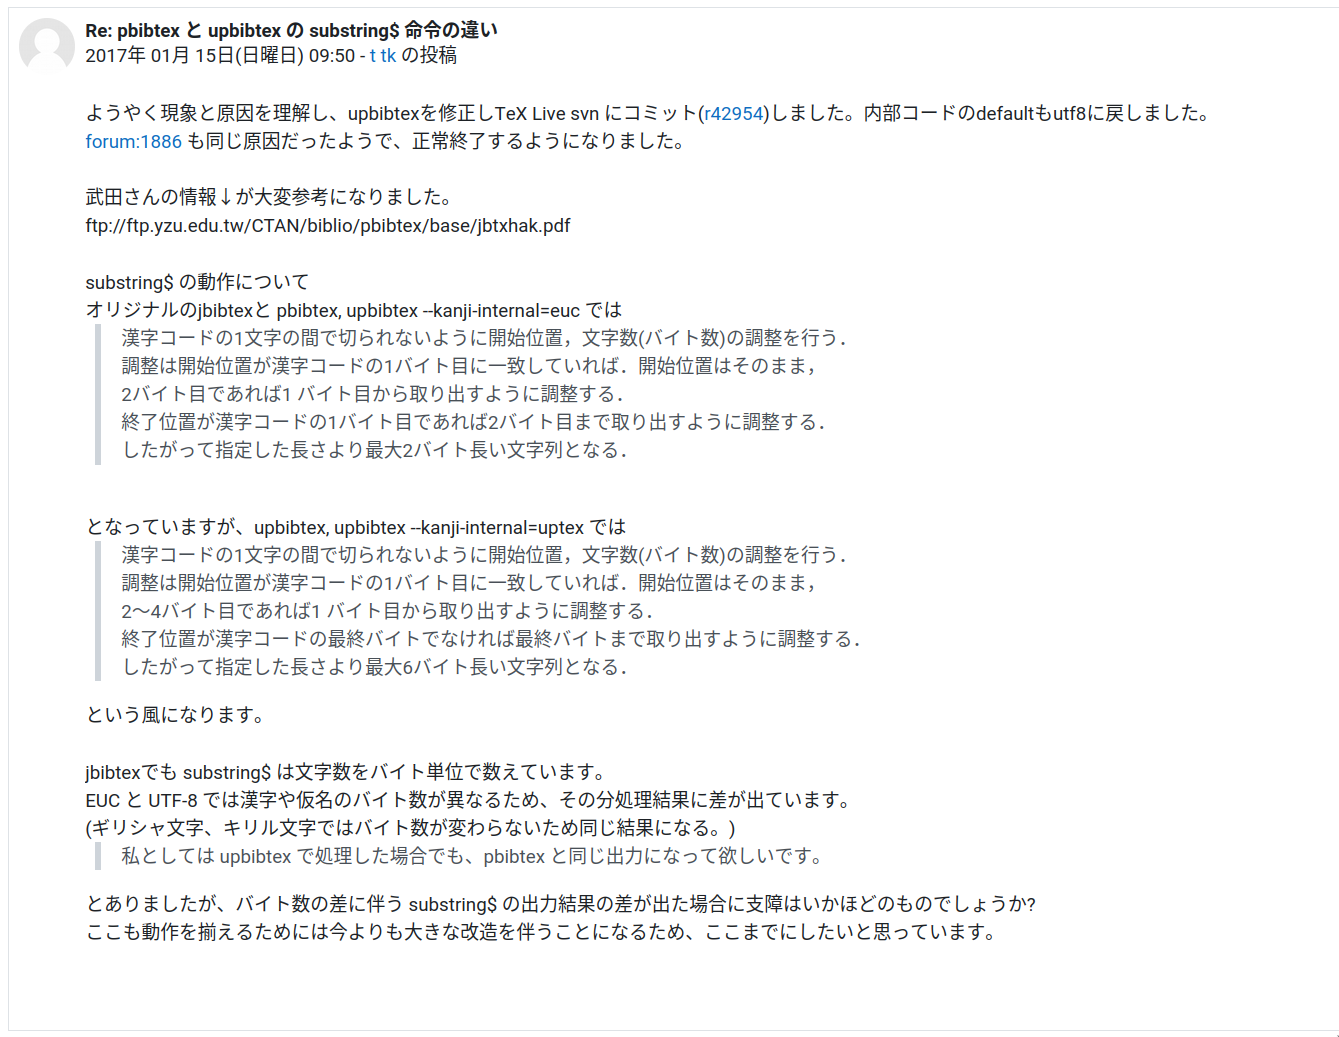 Re: pbibtex と upbibtex の substring$ 命令の違い
2017年 01月 15日(日曜日) 09:50 - t tk の投稿
ようやく現象と原因を理解し、upbibtexを修正しTeX Live svn にコミット(r42954)しました。内部コードのdefaultもutf8に戻しました。
forum:1886 も同じ原因だったようで、正常終了するようになりました。
武田さんの情報↓が大変参考になりました。
ftp://ftp.yzu.edu.tw/CTAN/biblio/pbibtex/base/jbtxhak.pdf
substring$ の動作について
オリジナルのjbibtexと pbibtex, upbibtex --kanji-internal=euc では
漢字コードの1文字の間で切られないように開始位置，文字数(バイト数)の調整を行う．
調整は開始位置が漢字コードの1バイト目に一致していれば．開始位置はそのまま，
2バイト目であれば1 バイト目から取り出すように調整する．
終了位置が漢字コードの1バイト目であれば2バイト目まで取り出すように調整する．
したがって指定した長さより最大2バイト長い文字列となる．
となっていますが、upbibtex, upbibtex --kanji-internal=uptex では
漢字コードの1文字の間で切られないように開始位置，文字数(バイト数)の調整を行う．
調整は開始位置が漢字コードの1バイト目に一致していれば．開始位置はそのまま，
2〜4バイト目であれば1 バイト目から取り出すように調整する．
終了位置が漢字コードの最終バイトでなければ最終バイトまで取り出すように調整する．
したがって指定した長さより最大6バイト長い文字列となる．
という風になります。
jbibtexでも substring$ は文字数をバイト単位で数えています。
EUC と UTF-8 では漢字や仮名のバイト数が異なるため、その分処理結果に差が出ています。
(ギリシャ文字、キリル文字ではバイト数が変わらないため同じ結果になる。)
私としては upbibtex で処理した場合でも、pbibtex と同じ出力になって欲しいです。
とありましたが、バイト数の差に伴う substring$ の出力結果の差が出た場合に支障はいかほどのものでしょうか?
ここも動作を揃えるためには今よりも大きな改造を伴うことになるため、ここまでにしたいと思っています。